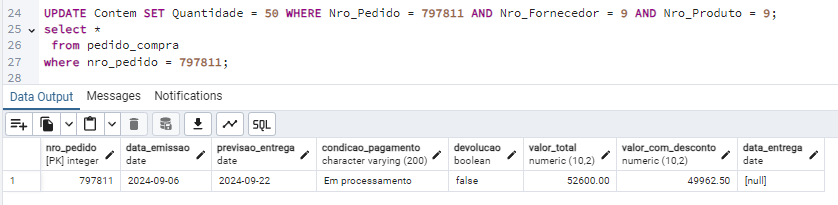 24 UPDATE Contem SET Quantidade = 50 WHERE Nro_Pedido = 797811 AND Nro_Fornecedor = 9 AND Nro_Produto = 9;
25 select *
26 from pedido_compra
27 where nro_pedido = 797811;
28
Data Output Messages Notifications
SQL
nro_pedido data_emissao previsao_entrega condicao_pagamento devolucao valor_total valor_com_desconto data_entrega
[PK] integer date date character varying (200) boolean numeric (10,2) numeric (10,2) date
1 797811 2024-09-06 2024-09-22 Em processamento false 52600.00 49962.50 [null]